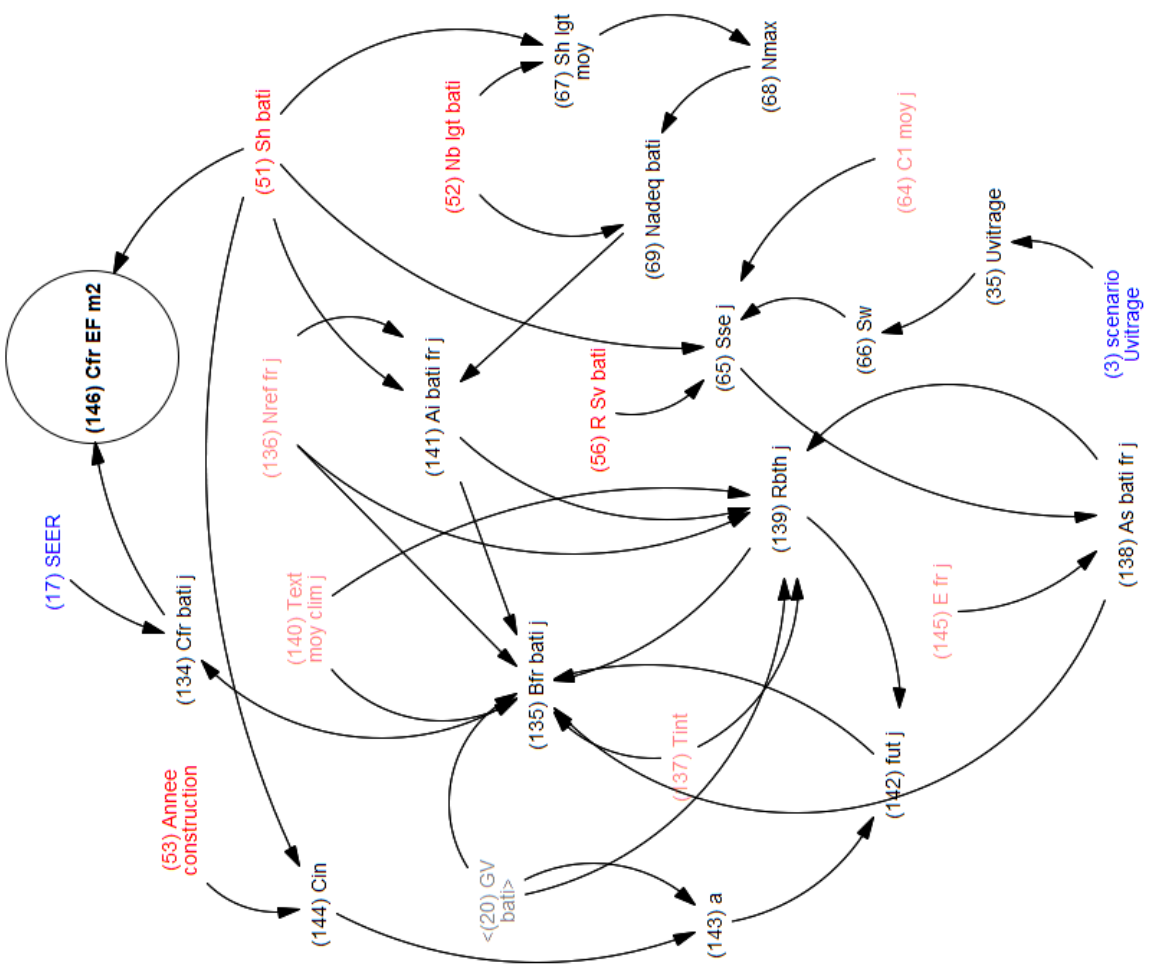 (17) SEER
(146) Cfr EF m2
(53) Annee
construction
(134) Cfr bati j
(51) Sh bati
(136) Nref fr j
(140) Text
moy clim j
(144) Cin
(141) Ai bati fr j
(52) Nb lgt bati
<(20) GV
bati>
(135) Bfr bati j
(67) Sh lgt
moy
(56) R Sv bati
(69) Nadeq bati
(137) Tint
(143) a
(65) Sse j
(68) Nmax
(139) Rbth j
(66) Sw
(142) fut j
(64) C1 moy j
(145) E fr j
(35) Uvitrage
(3) scenario
Uvitrage
(138) As bati fr j